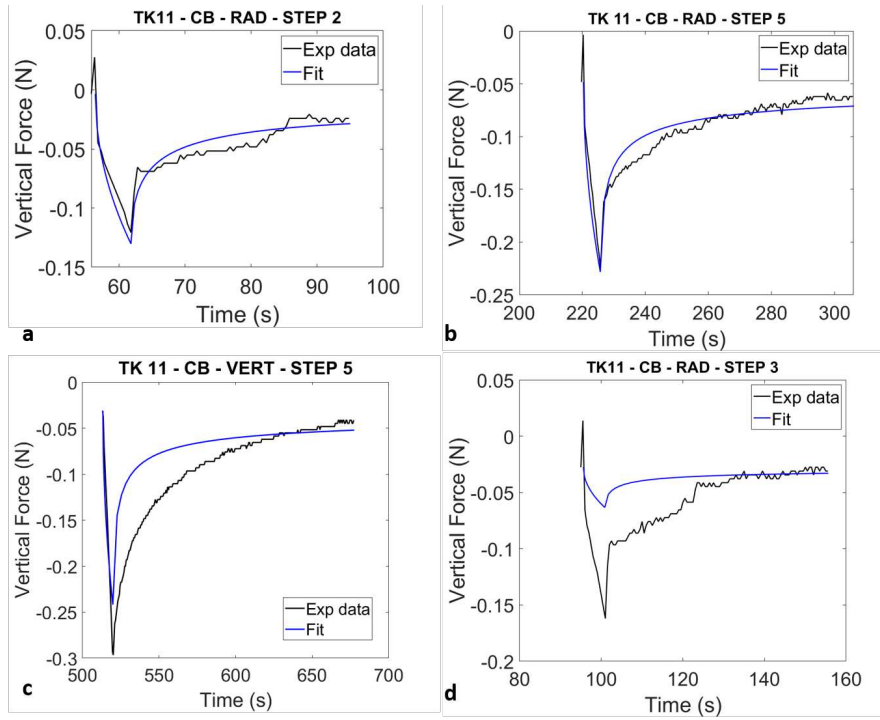 TK11 - CB - RAD - STEP 2
0.05
0
-0.05
-0.1
-0.15
60
70
80
90
100
Vertical Force (N)
Time (s)
Exp data
Fit
a
TK 11 - CB - RAD - STEP 5
0
-0.05
-0.1
-0.15
-0.2
-0.25
200
220
240
260
280
300
Vertical Force (N)
Time (s)
Exp data
Fit
b
TK 11 - CB - VERT - STEP 5
0
-0.05
-0.1
-0.15
-0.2
-0.25
-0.3
500
550
600
650
700
Vertical Force (N)
Time (s)
Exp data
Fit
c
TK11 - CB - RAD - STEP 3
0.05
0
-0.05
-0.1
-0.15
-0.2
80
100
120
140
160
Vertical Force (N)
Time (s)
Exp data
Fit
d